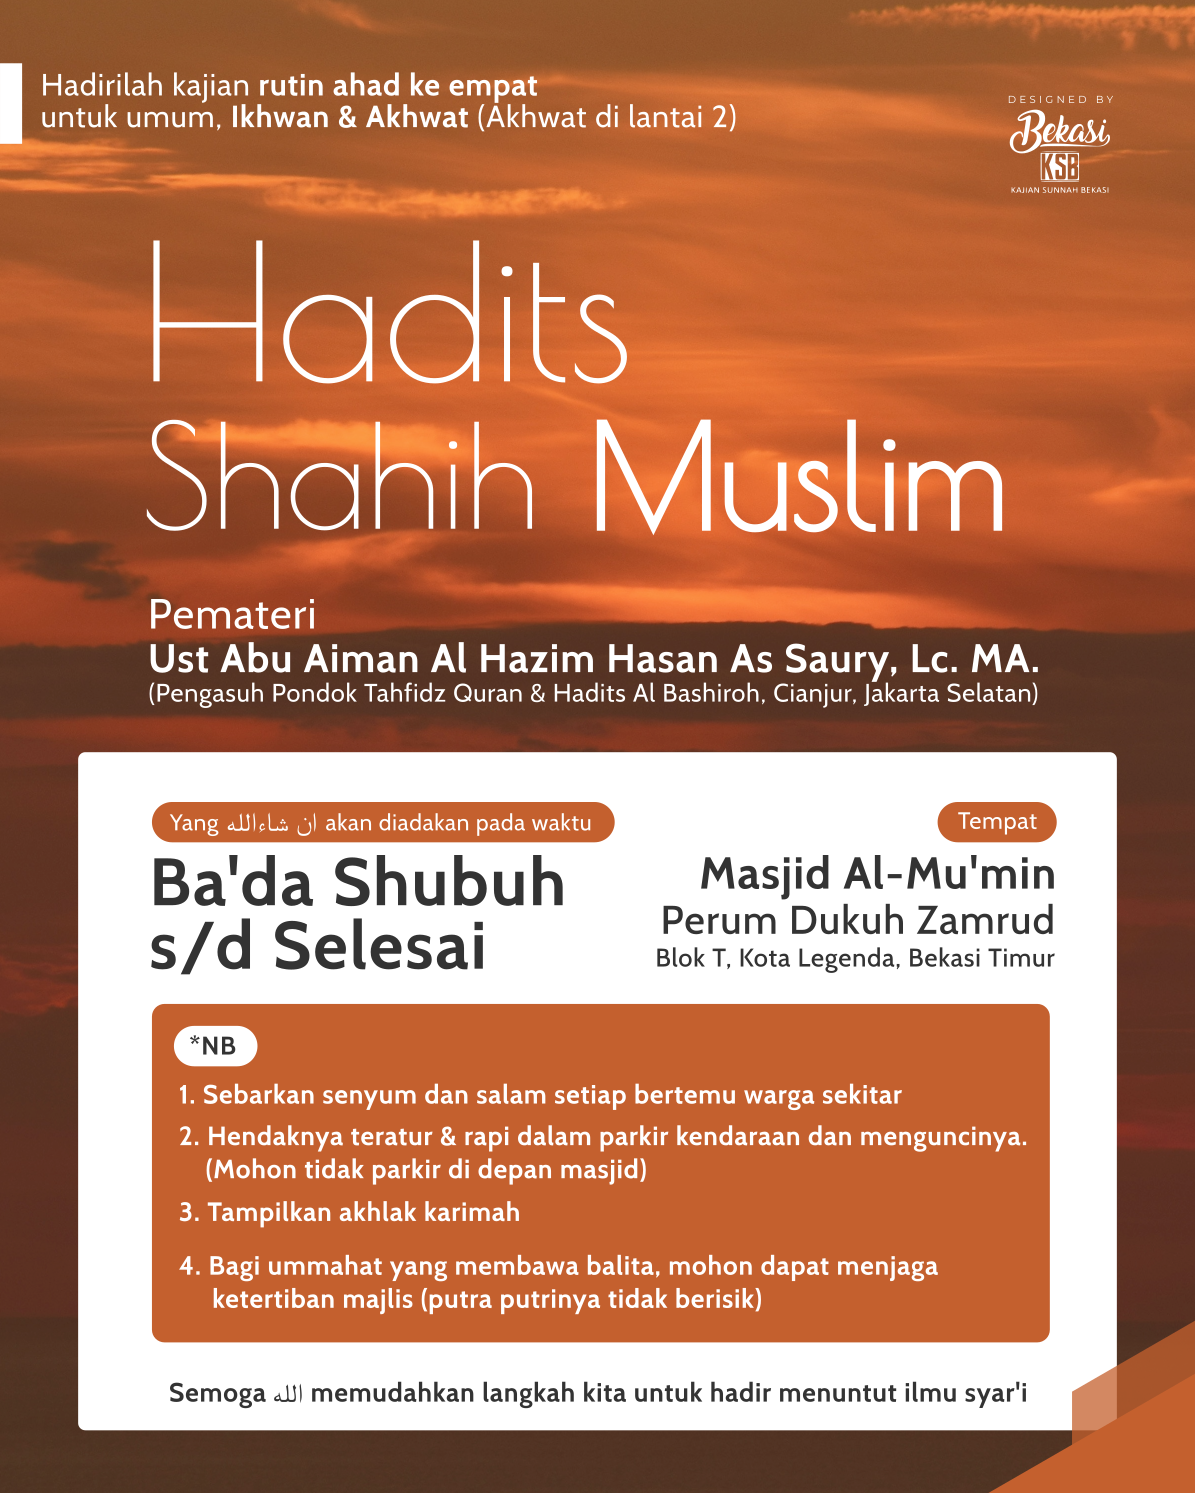 Hadirilah kajian rutin ahad ke empat
untuk umum, Ikhwan & Akhwat (Akhwat di lantai 2)
DESIGNED BY
Bekasi
KSB
KAJIAN SUNNAH BEKASI
Hadits
Shahih Muslim
Pemateri
Ust Abu Aiman Al Hazim Hasan As Saury, Lc. MA.
(Pengasuh Pondok Tahfidz Quran & Hadits Al Bashiroh, Cianjur, Jakarta Selatan)
Yang ان شاءالله akan diadakan pada waktu
Ba'da Shubuh
s/d Selesai
Tempat
Masjid Al-Mu'min
Perum Dukuh Zamrud
Blok T, Kota Legenda, Bekasi Timur
*NB
1. Sebarkan senyum dan salam setiap bertemu warga sekitar
2. Hendaknya teratur & rapi dalam parkir kendaraan dan menguncinya.
(Mohon tidak parkir di depan masjid)
3. Tampilkan akhlak karimah
4. Bagi ummahat yang membawa balita, mohon dapat menjaga
ketertiban majlis (putra putrinya tidak berisik)
Semoga الله memudahkan langkah kita untuk hadir menuntut ilmu syar'i